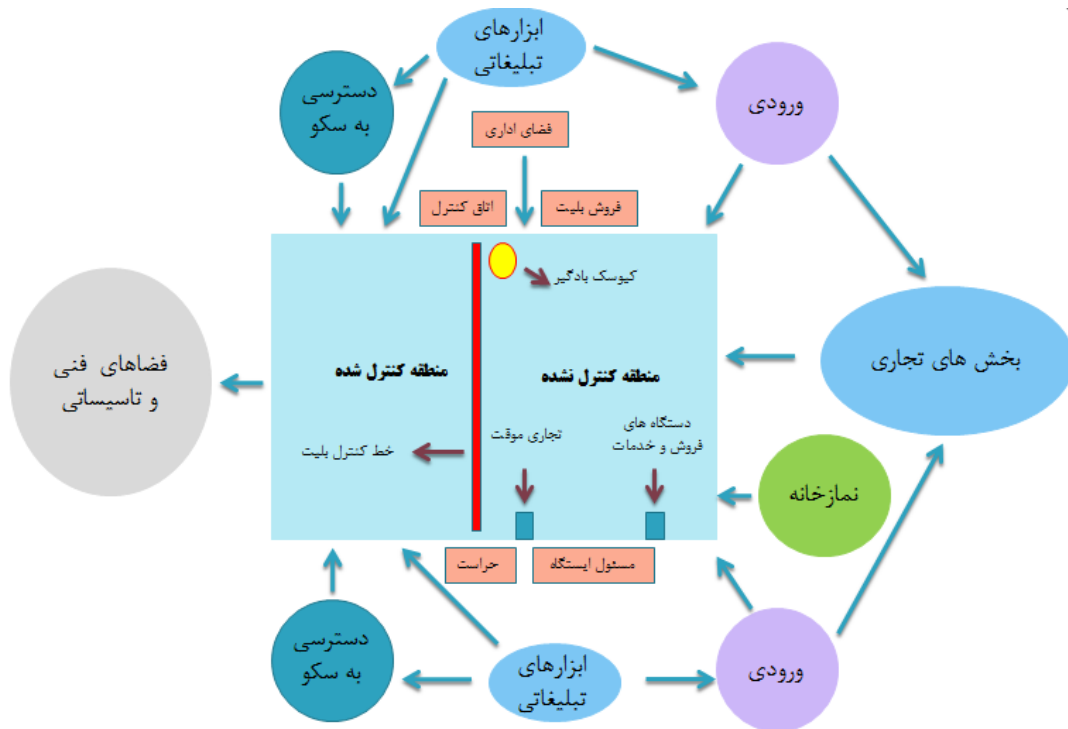 ابزارهای
تبلیغاتی
ورودی
دسترسی
به سکو
فضای اداری
فروش بلیت
اتاق کنترل
کیوسک بادگیر
بخش های تجاری
منطقه کنترل نشده
منطقه کنترل شده
فضاهای فنی
و تاسیساتی
دستگاه های
فروش و خدمات
تجاری موقت
خط کنترل بلیت
نمازخانه
مسئول ایستگاه
حراست
ورودی
ابزارهای
تبلیغاتی
دسترسی
به سکو